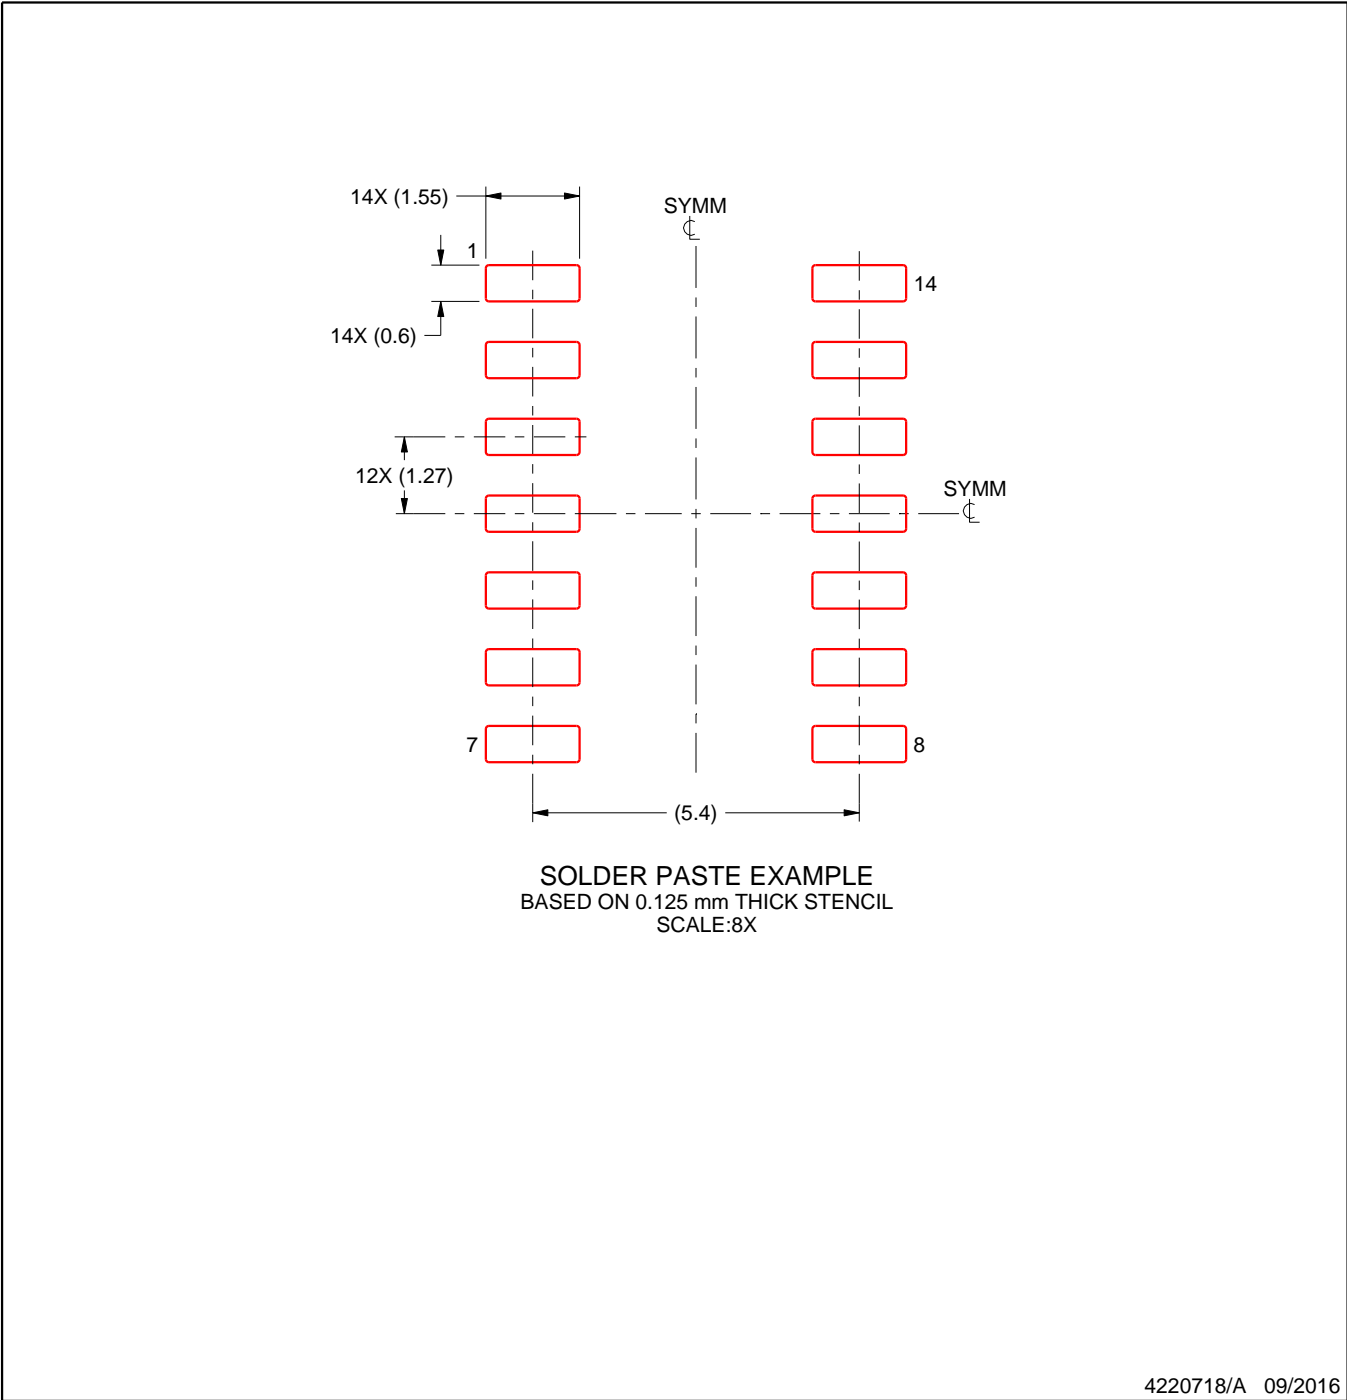 14X (1.55)
SYMM
1
14
14X (0.6)
12X (1.27)
SYMM
7
8
(5.4)
SOLDER PASTE EXAMPLE
BASED ON 0.125 mm THICK STENCIL
SCALE:8X
4220718/A 09/2016